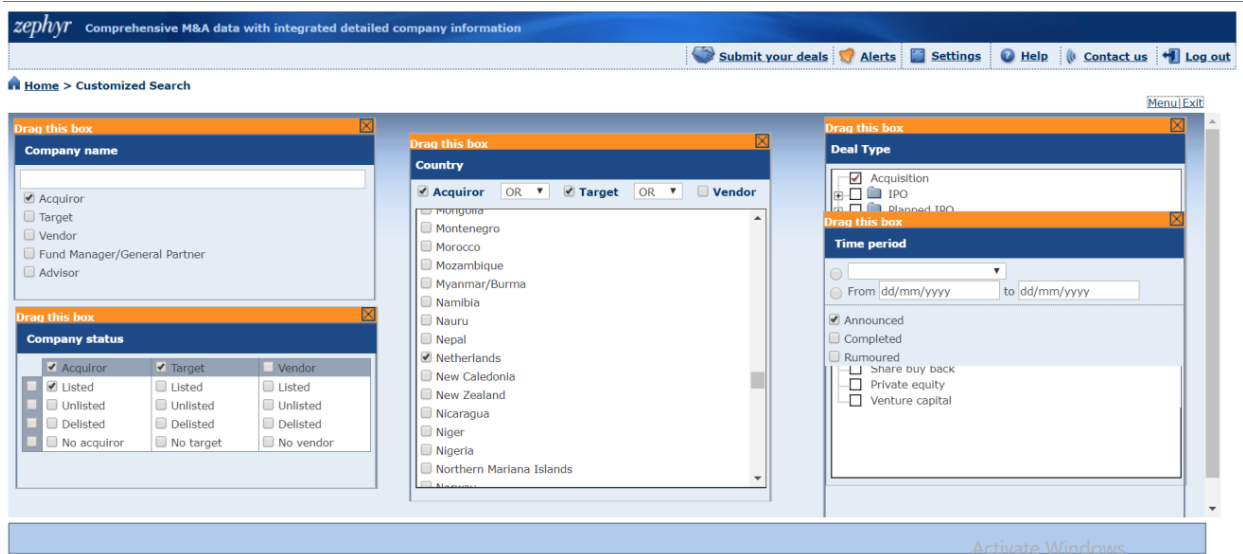 zephyr Comprehensive M&A data with integrated detailed company information
Submit your deals Alerts Settings Help Contact us Log out
Home > Customized Search
Menu|Exit
Drag this box
Company name
Acquiror
Target
Vendor
Fund Manager/General Partner
Advisor
Drag this box
Company status
Acquiror Target Vendor
Listed Listed Listed
Unlisted Unlisted Unlisted
Delisted Delisted Delisted
No acquiror No target No vendor
Drag this box
Country
Acquiror OR Target OR Vendor
Mongolia
Montenegro
Morocco
Mozambique
Myanmar/Burma
Namibia
Nauru
Nepal
Netherlands
New Caledonia
New Zealand
Nicaragua
Niger
Nigeria
Northern Mariana Islands
Norway
Drag this box
Deal Type
Acquisition
IPO
Planned IPO
Drag this box
Time period
From dd/mm/yyyy to dd/mm/yyyy
Announced
Completed
Rumoured
Share buy back
Private equity
Venture capital
Activate Windows